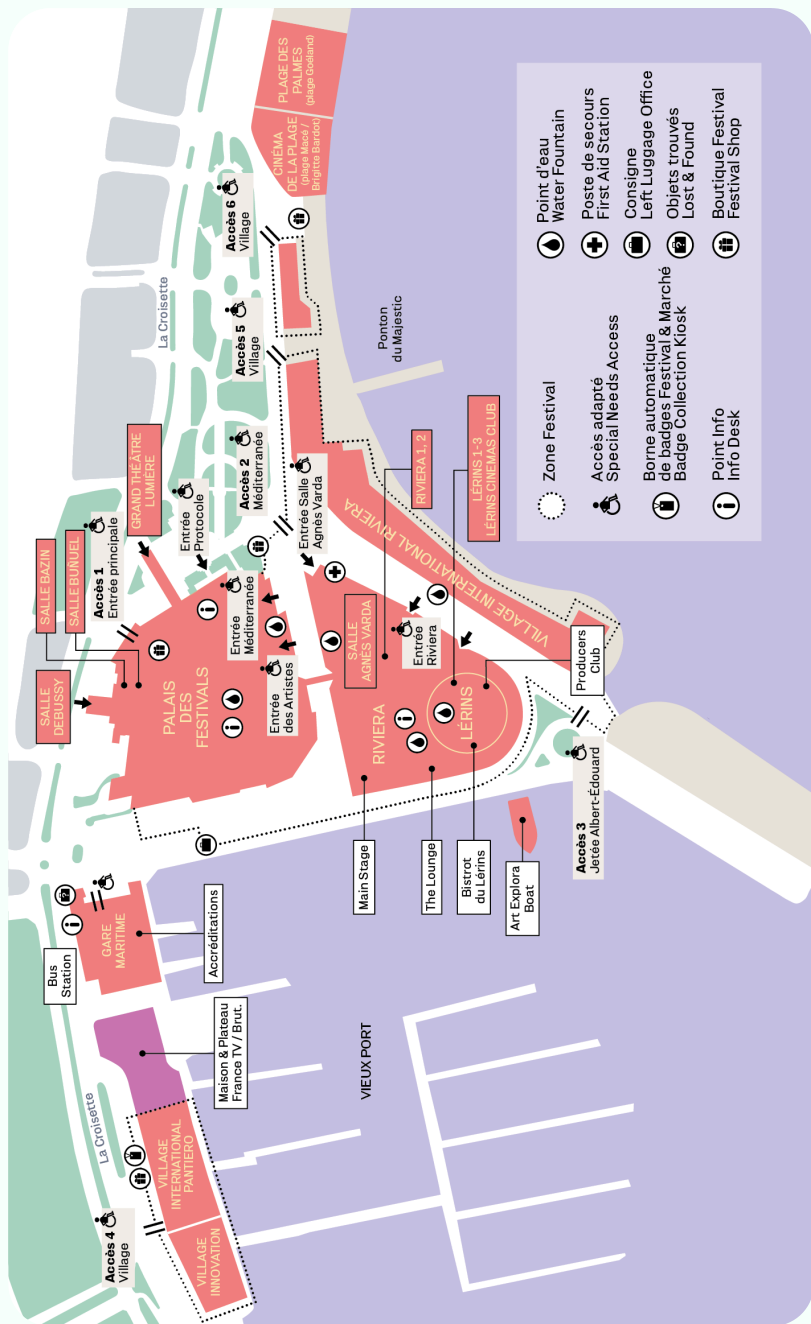 La Croisette
Accès 4
Village
VILLAGE
INNOVATION
VILLAGE
INTERNATIONAL
PANTIERO
Maison & Plateau
France TV / Brut.
Bus
Station
GARE
MARITIME
Accréditations
VIEUX PORT
SALLE
DEBUSSY
SALLE BAZIN
SALLE BUÑUEL
Accès 1
Entrée principale
GRAND THÉÂTRE
LUMIÈRE
La Croisette
PALAIS
DES
FESTIVALS
Entrée
Protocole
Entrée
Méditerranée
Entrée
des Artistes
Accès 2
Méditerranée
Entrée Salle
Agnès Varda
Accès 5
Village
Accès 6
Village
CINÉMA
DE LA PLAGE
(plage Macé /
Brigitte Bardot)
PLAGE DES
PALMES
(plage Goéland)
Main Stage
RIVIERA
SALLE
AGNÈS VARDA
Entrée
Riviera
RIVIERA 1, 2
The Lounge
LÉRINS
Bistrot
du Lérins
LÉRINS 1-3
LÉRINS CINEMAS CLUB
VILLAGE INTERNATIONAL RIVIERA
Ponton
du Majestic
Art Explora
Boat
Producers
Club
Accès 3
Jetée Albert-Édouard
Zone Festival
Accès adapté
Special Needs Access
Borne automatique
de badges Festival & Marché
Badge Collection Kiosk
Point Info
Info Desk
Point d'eau
Water Fountain
Poste de secours
First Aid Station
Consigne
Left Luggage Office
Objets trouvés
Lost & Found
Boutique Festival
Festival Shop